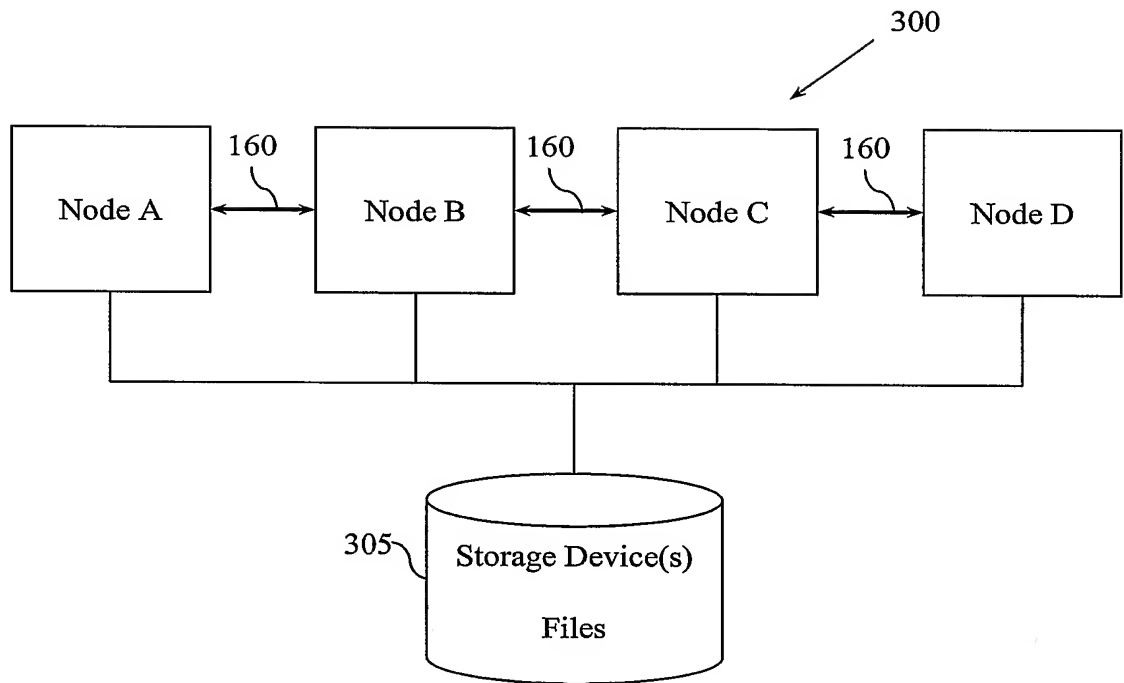 300
160
160
160
Node A
Node B
Node C
Node D
305
Storage Device(s)
Files